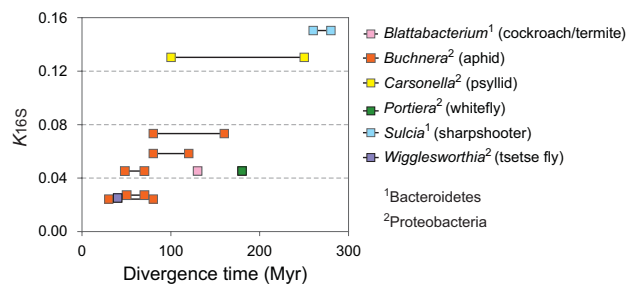 0.16
0.12
0.08
0.04
0.00
K16S
0
100
200
300
Divergence time (Myr)
Blattabacterium¹ (cockroach/termite)
Buchnera² (aphid)
Carsonella² (psyllid)
Portiera² (whitefly)
Sulcia¹ (sharpshooter)
Wigglesworthia² (tsetse fly)
¹Bacteroidetes
²Proteobacteria